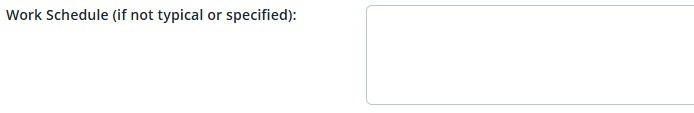 Work Schedule (if not typical or specified):